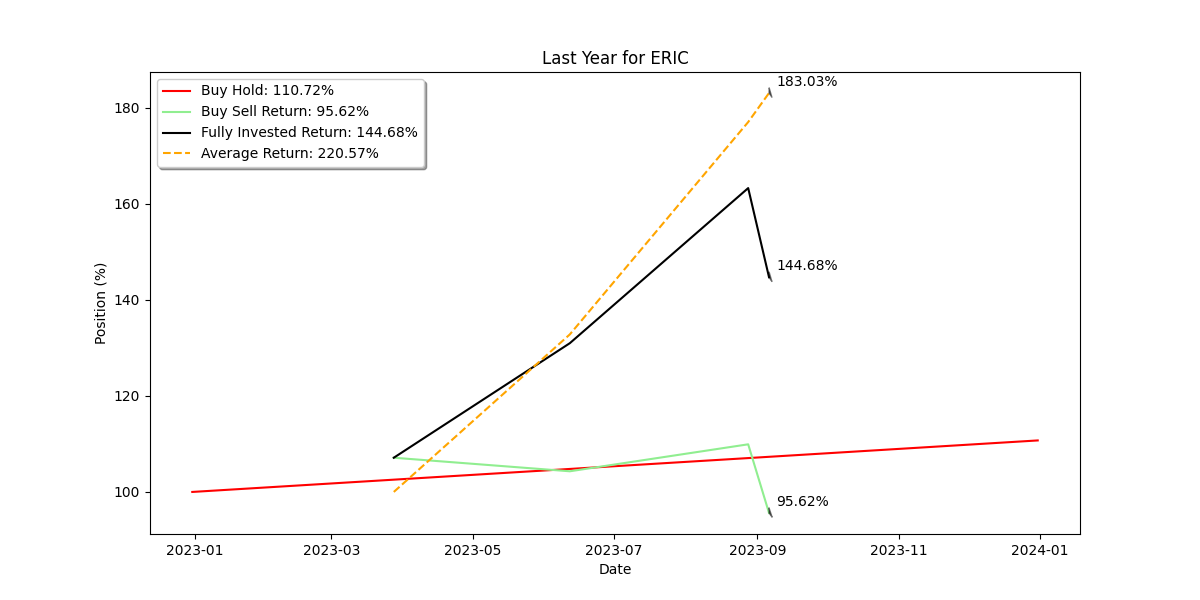 Last Year for ERIC
Buy Hold: 110.72%
Buy Sell Return: 95.62%
Fully Invested Return: 144.68%
Average Return: 220.57%
183.03%
144.68%
95.62%
Position (%)
180
160
140
120
100
2023-01 2023-03 2023-05 2023-07 2023-09 2023-11 2024-01
Date